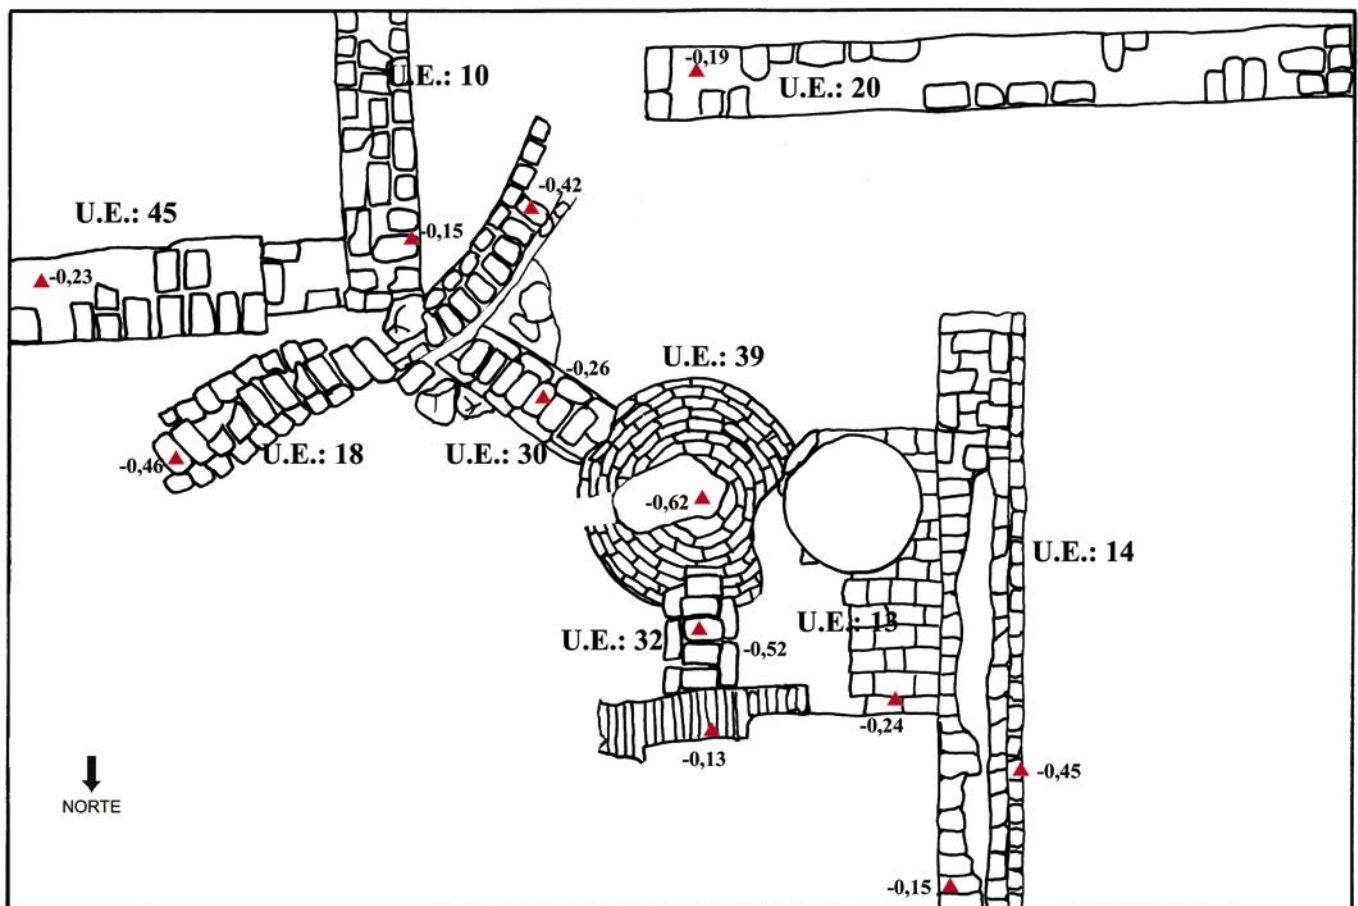 -0,19
U.E.: 10
U.E.: 20
-0,42
U.E.: 45
-0,15
-0,23
U.E.: 39
-0,26
U.E.: 18
U.E.: 30
-0,46
-0,62
U.E.: 14
U.E.: 13
U.E.: 32
-0,52
-0,24
-0,13
-0,45
NORTE
-0,15